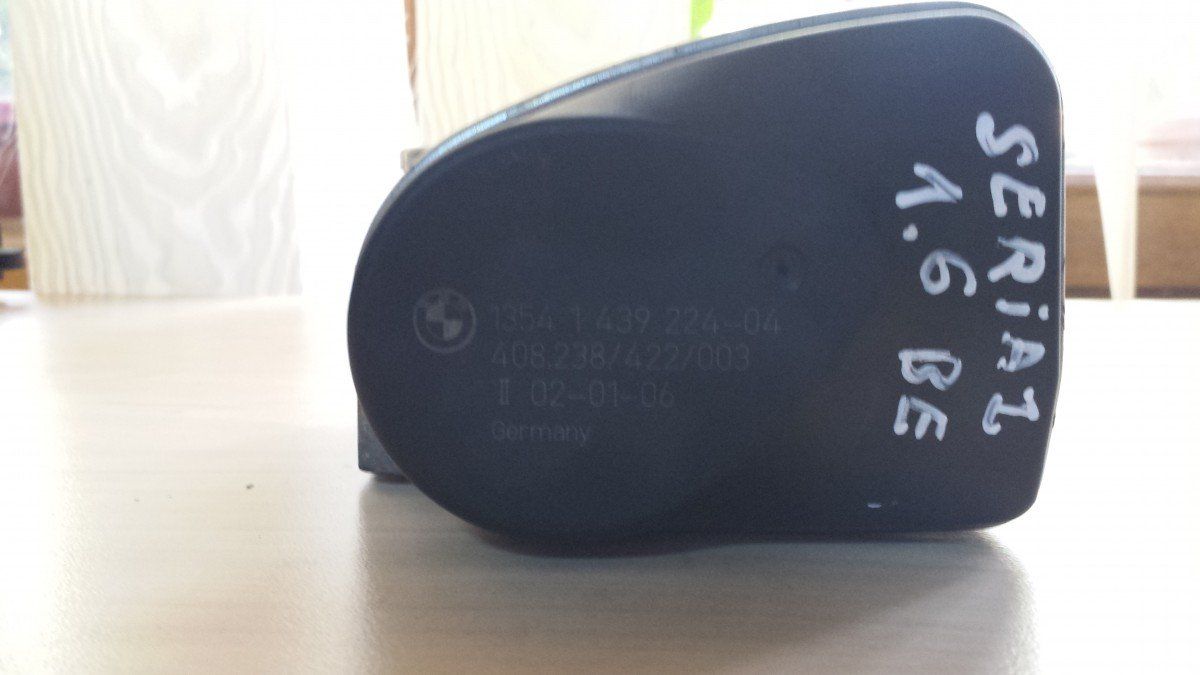 1354 1 439 224-04
408.238/422/003
II 02-01-06
Germany
SERiA1
1.6 BE